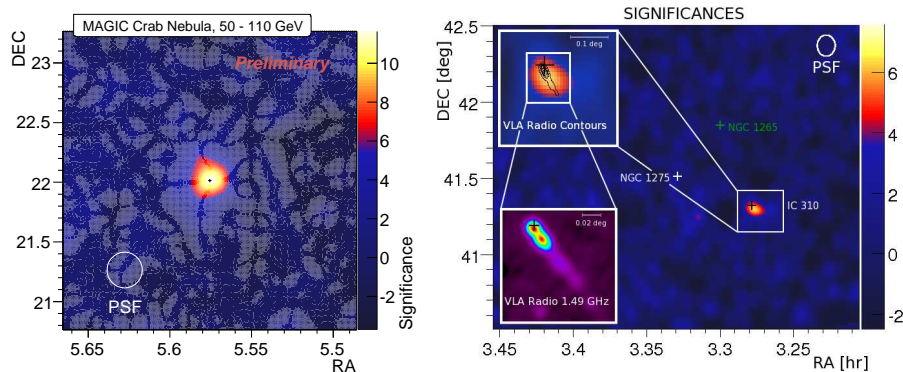 MAGIC Crab Nebula, 50 - 110 GeV
Preliminary
DEC
23
22.5
22
21.5
21
PSF
5.65
5.6
5.55
5.5
RA
10
8
6
4
2
0
-2
Significance
SIGNIFICANCES
DEC [deg]
42.5
42
41.5
41
0.1 deg
VLA Radio Contours
PSF
NGC 1265
NGC 1275
IC 310
0.02 deg
VLA Radio 1.49 GHz
3.45
3.4
3.35
3.3
3.25
RA [hr]
6
4
2
0
-2